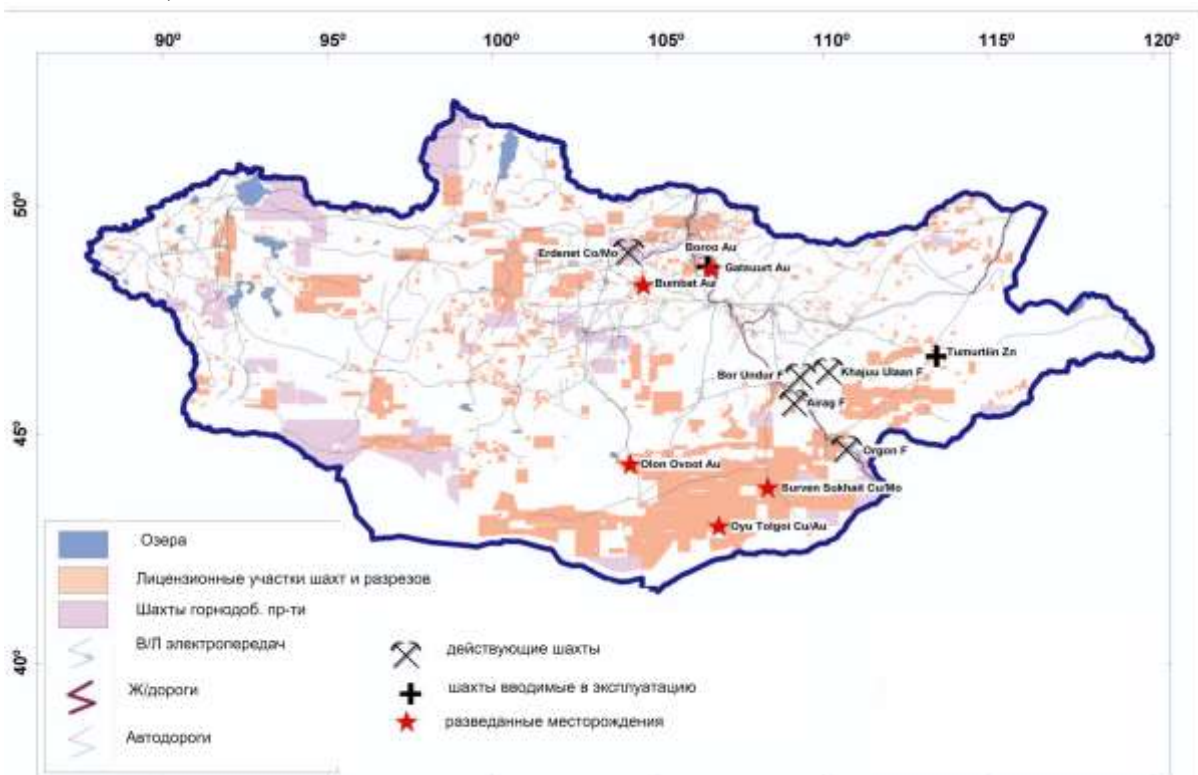 90º 95º 100º 105º 110º 115º 120º
50º
45º
40º
Erdenet Co/Mo
Boroo Au
Gatsuurt Au
Bumbat Au
Tumurtiin Zn
Bor Undur F
Khajuu Ulaan F
Airag F
Orgon F
Olon Ovoot Au
Surven Sukhait Cu/Mo
Oyu Tolgoi Cu/Au
Озера
Лицензионные участки шахт и разрезов
Шахты горнодоб. пр-ти
В/Л электропередач
Ж/дороги
Автодороги
действующие шахты
шахты вводимые в эксплуатацию
разведанные месторождения